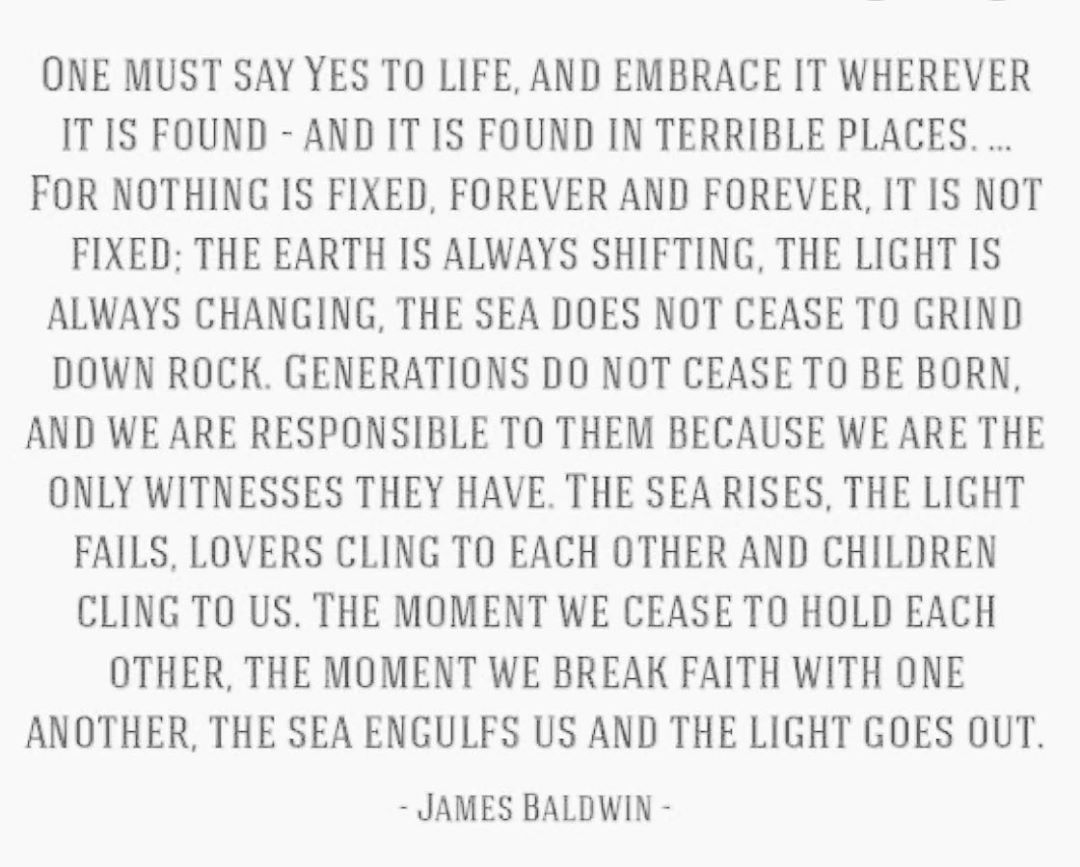 One must say Yes to life, and embrace it wherever
it is found - and it is found in terrible places. ...
For nothing is fixed, forever and forever, it is not
fixed; the earth is always shifting, the light is
always changing, the sea does not cease to grind
down rock. Generations do not cease to be born,
and we are responsible to them because we are the
only witnesses they have. The sea rises, the light
fails, lovers cling to each other and children
cling to us. The moment we cease to hold each
other, the moment we break faith with one
another, the sea engulfs us and the light goes out.
- James Baldwin -